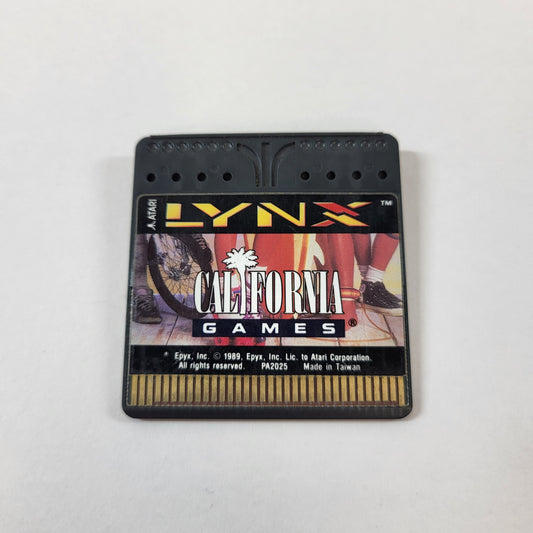 ATARI
LYNX ™
CALIFORNIA
GAMES ®
* Epyx, Inc. © 1989, Epyx, Inc. Lic. to Atari Corporation.
All rights reserved. PA2025 Made in Taiwan